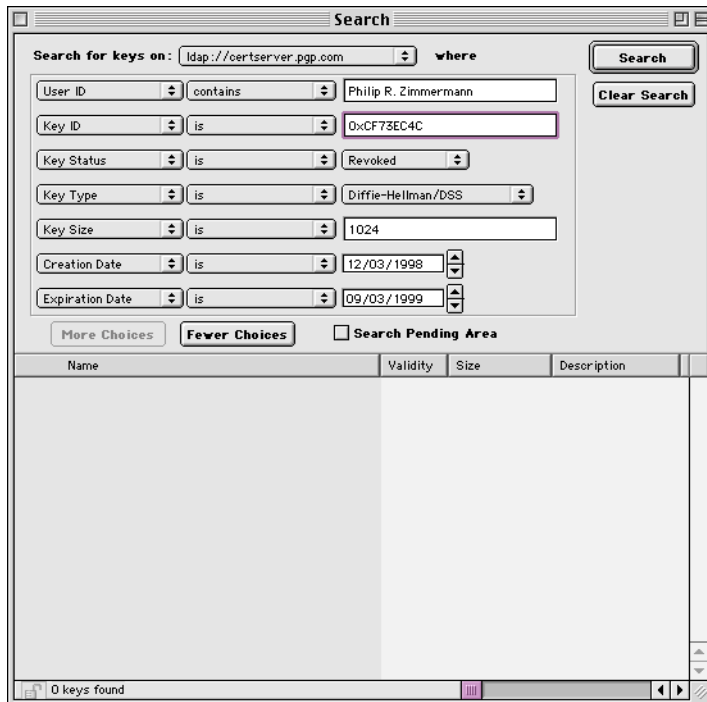 Search
Search for keys on: ldap://certserver.pgp.com where Search
Clear Search
User ID contains Philip R. Zimmermann
Key ID is 0xCF73EC4C
Key Status is Revoked
Key Type is Diffie-Hellman/DSS
Key Size is 1024
Creation Date is 12/03/1998
Expiration Date is 09/03/1999
More Choices Fewer Choices Search Pending Area
Name Validity Size Description
0 keys found